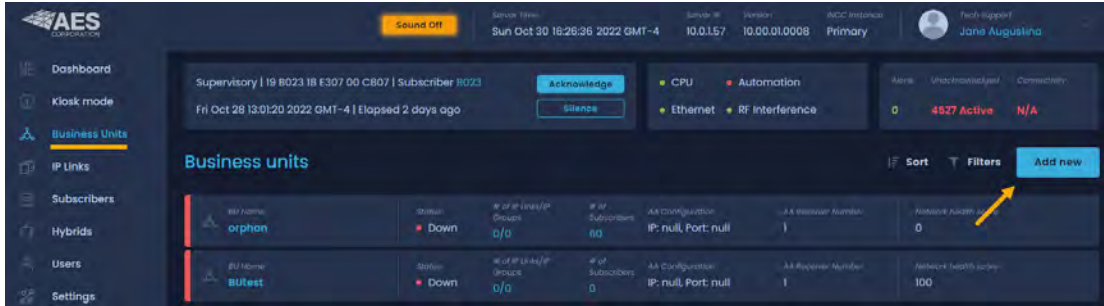 AES
CORPORATION
Sound Off
Server Time
Sun Oct 30 16:26:36 2022 GMT-4
Server IP
10.0.1.57
Version
10.00.01.0008
INCC Instance
Primary
Tech support
Jane Augustina
Dashboard
Kiosk mode
Business Units
IP Links
Subscribers
Hybrids
Users
Settings
Supervisory | 19 B023 18 E307 00 C807 | Subscriber B023
Fri Oct 28 13:01:20 2022 GMT-4 | Elapsed 2 days ago
Acknowledge
Silence
CPU
Automation
Ethernet
RF Interference
Alarms
Unacknowledged
Connectivity
0
4527 Active
N/A
Business units
Sort
Filters
Add new
BU Name
orphan
Status
Down
# of IP Links/IP
Groups
0/0
# of
Subscribers
60
AA Configuration
IP: null, Port: null
AA Receiver Number
1
Network health score
0
BU Name
BUtest
Status
Down
# of IP Links/IP
Groups
0/0
# of
Subscribers
0
AA Configuration
IP: null, Port: null
AA Receiver Number
1
Network health score
100